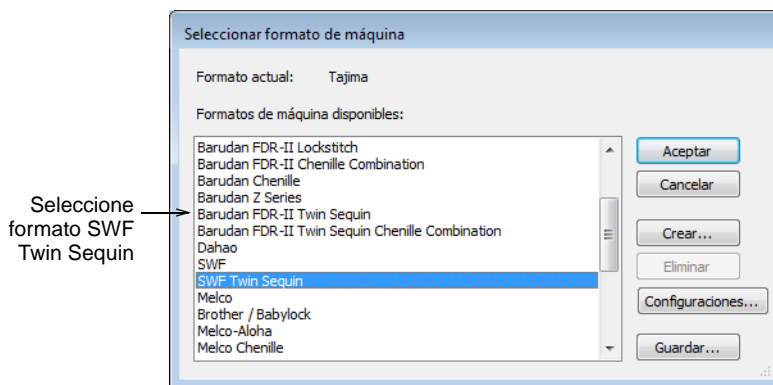 Seleccionar formato de máquina
Formato actual: Tajima
Formatos de máquina disponibles:
Barudan FDR-II Lockstitch
Barudan FDR-II Chenille Combination
Barudan Chenille
Barudan Z Series
Barudan FDR-II Twin Sequin
Barudan FDR-II Twin Sequin Chenille Combination
Dahao
SWF
SWF Twin Sequin
Melco
Brother / Babylock
Melco-Aloha
Melco Chenille
Aceptar
Cancelar
Crear...
Eliminar
Configuraciones...
Guardar...
Seleccione
formato SWF
Twin Sequin